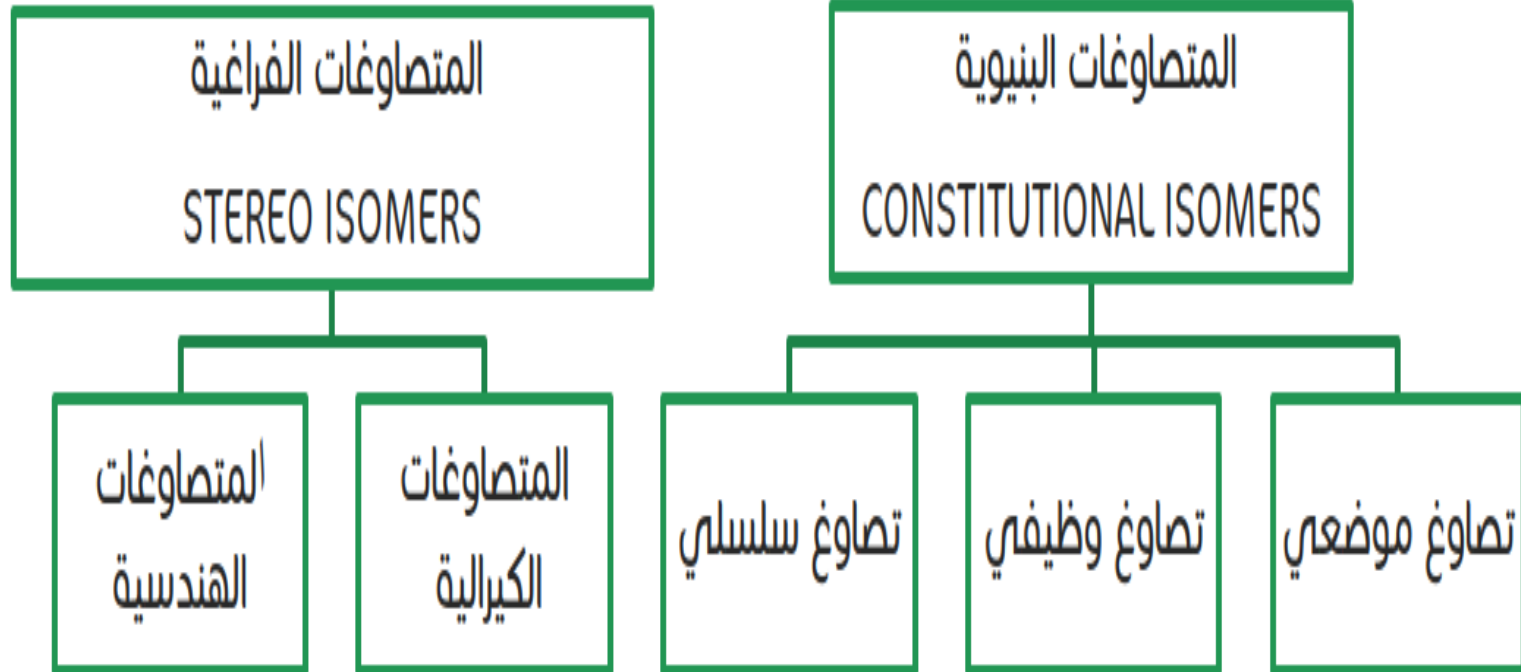 المتصاوغات البنيوية
CONSTITUTIONAL ISOMERS
تصاوغ موضعي
تصاوغ وظيفي
تصاوغ سلسلي
المتصاوغات الفراغية
STEREO ISOMERS
المتصاوغات
الكيرالية
المتصاوغات
الهندسية